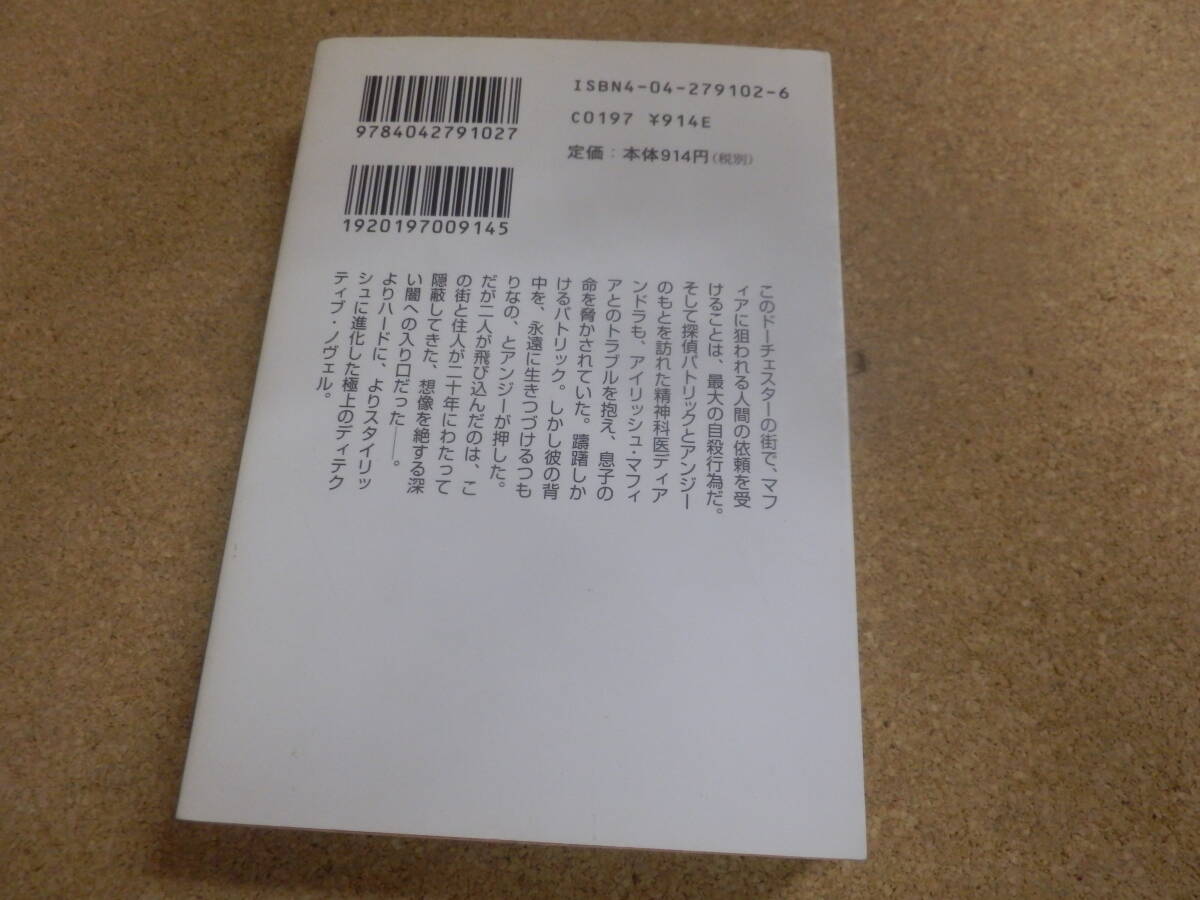 9784042791027
1920197009145
ISBN4-04-279102-6
C0197 ¥914E
定価：本体914円（税別）
このドーチェスターの街で、マフ
ィアに狙われる人間の依頼を受
けることは、最大の自殺行為だ。
そして探偵パトリックとアンジー
のもとを訪れた精神科医ディア
ンドラも、アイリッシュ・マフィ
アとのトラブルを抱え、息子の
命を脅かされていた。躊躇しか
けるパトリック。しかし彼の背
中を、永遠に生きつづけるつも
りなの、とアンジーが押した。
だが二人が飛び込んだのは、こ
の街と住人が二十年にわたって
隠蔽してきた、想像を絶する深
い闇への入り口だった――。
よりハードに、よりスタイリッ
シュに進化した極上のディテク
ティブ・ノヴェル。